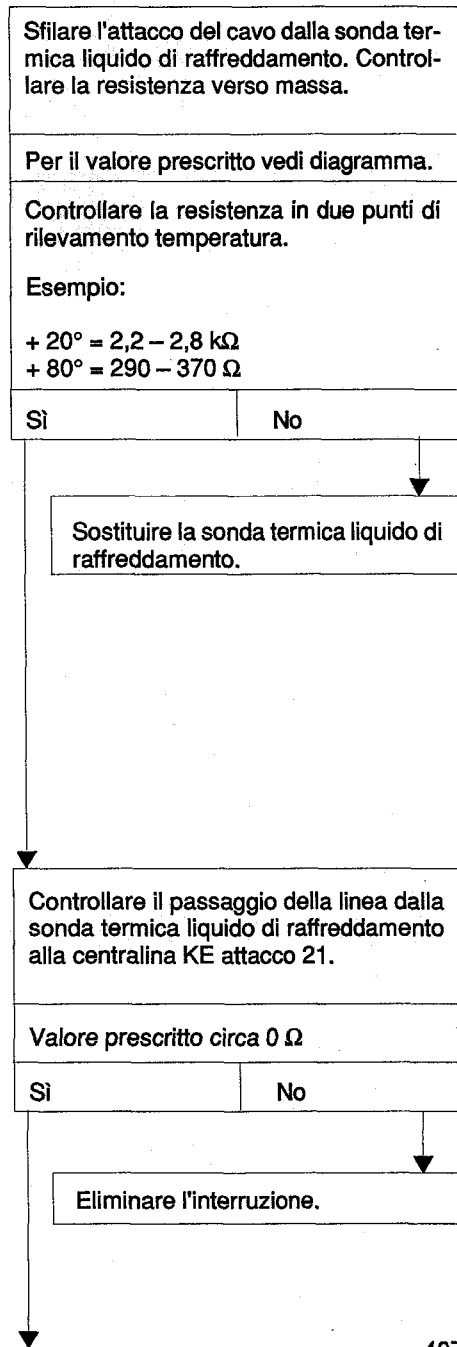 Sfilare l'attacco del cavo dalla sonda ter-
mica liquido di raffreddamento. Control-
lare la resistenza verso massa.
Per il valore prescritto vedi diagramma.
Controllare la resistenza in due punti di
rilevamento temperatura.
Esempio:
+ 20° = 2,2 – 2,8 kΩ
+ 80° = 290 – 370 Ω
Sì No
Sostituire la sonda termica liquido di
raffreddamento.
Controllare il passaggio della linea dalla
sonda termica liquido di raffreddamento
alla centralina KE attacco 21.
Valore prescritto circa 0 Ω
Sì No
Eliminare l'interruzione.